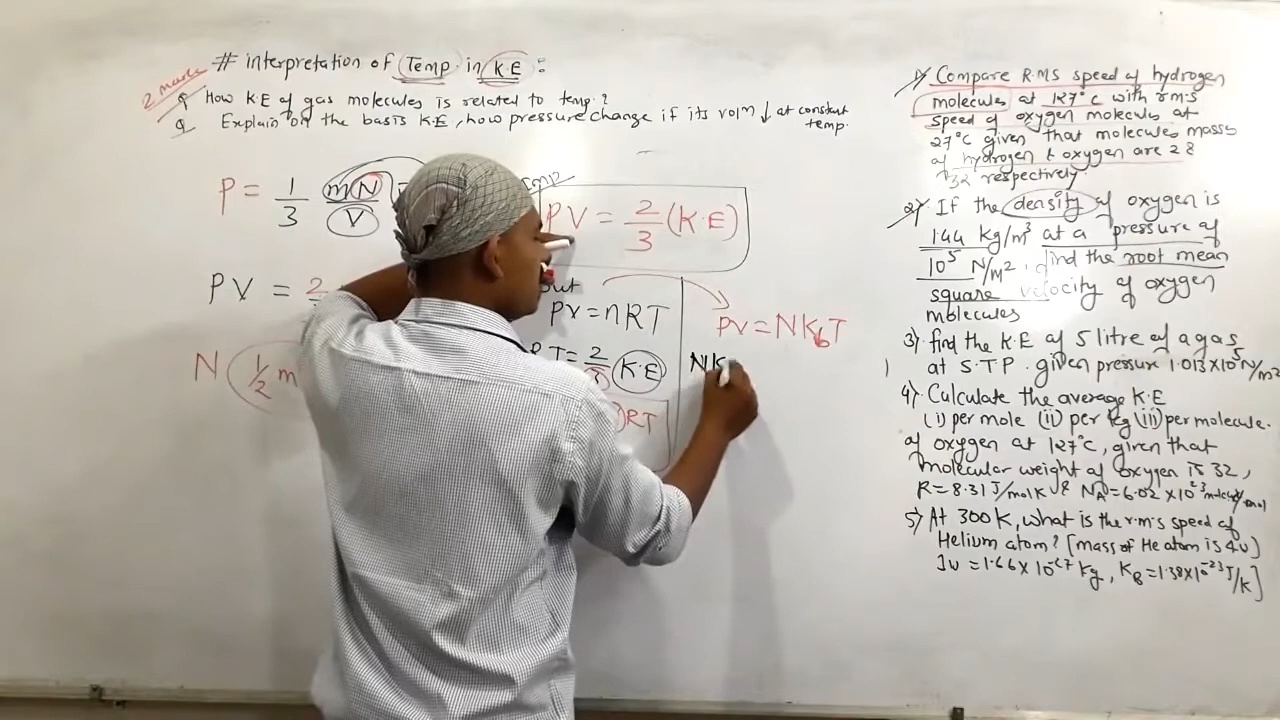 # interpretation of Temp. in K.E :
2 marks
Q How K.E of gas molecules is related to temp.?
Q Explain on the basis K.E, how pressure change if its volm ↓ at constant
temp.
P = 1/3 mN/V
Imp
PV = 2/3 (K.E)
PV = 2
but
PV = nRT
PV = NKbT
N 1/2 m
T = 2/3 K.E
NK
RT
1) Compare R.M.S speed of hydrogen
molecules at 127°C with r.m.s
speed of oxygen molecules at
27°C given that molecules masses
of hydrogen & oxygen are 2 &
32 respectively.
2) If the density of oxygen is
1.44 kg/m³ at a pressure of
10⁵ N/m², find the root mean
square velocity of oxygen
molecules
3) find the K.E of 5 litre of a gas
at S.T.P. given pressure 1.013×10⁵N/m²
4) Calculate the average K.E
(i) per mole (ii) per kg (iii) per molecule.
of oxygen at 127°C, given that
molecular weight of oxygen is 32,
R = 8.31 J/mol K & NA = 6.02 ×10²³
5) At 300K, what is the r.m.s speed of
Helium atom? [mass of He atom is 4u]
1u = 1.66×10⁻²⁷ kg, KB = 1.38×10⁻²³ J/K]